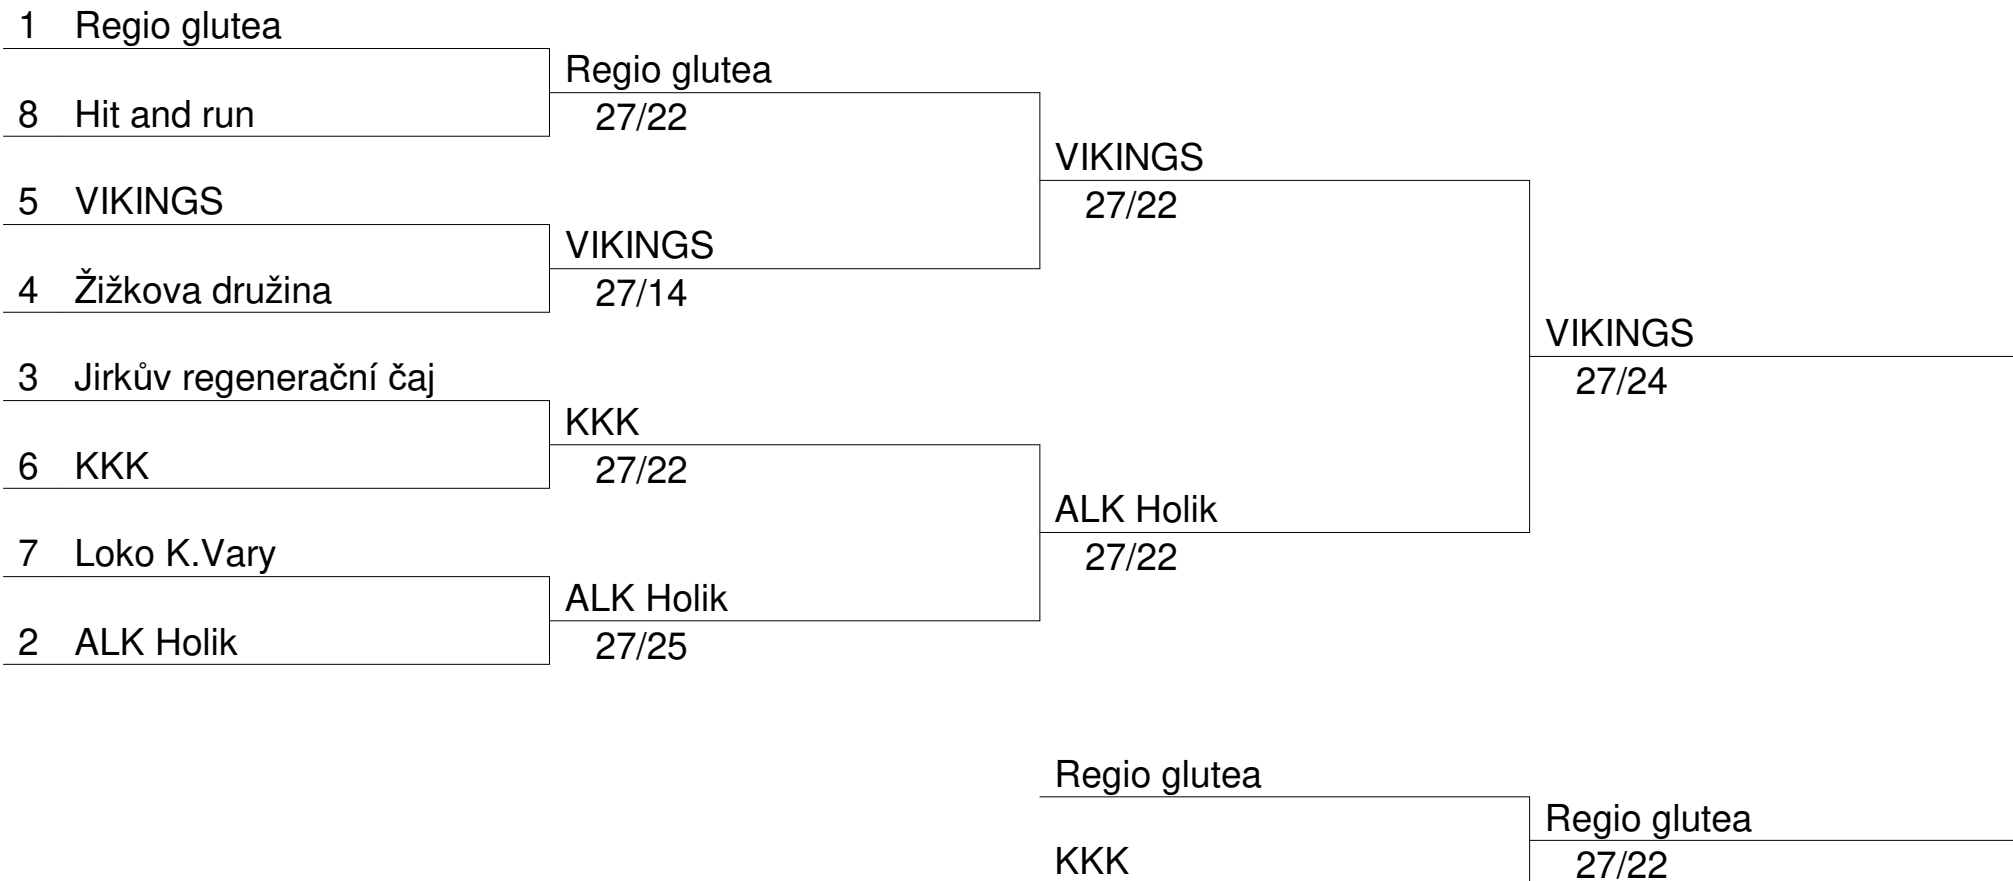 1 Regio glutea
Regio glutea
8 Hit and run
27/22
VIKINGS
5 VIKINGS
27/22
VIKINGS
4 Žižkova družina
27/14
VIKINGS
3 Jirkův regenerační čaj
27/24
KKK
6 KKK
27/22
ALK Holik
7 Loko K.Vary
27/22
ALK Holik
2 ALK Holik
27/25
Regio glutea
Regio glutea
KKK
27/22